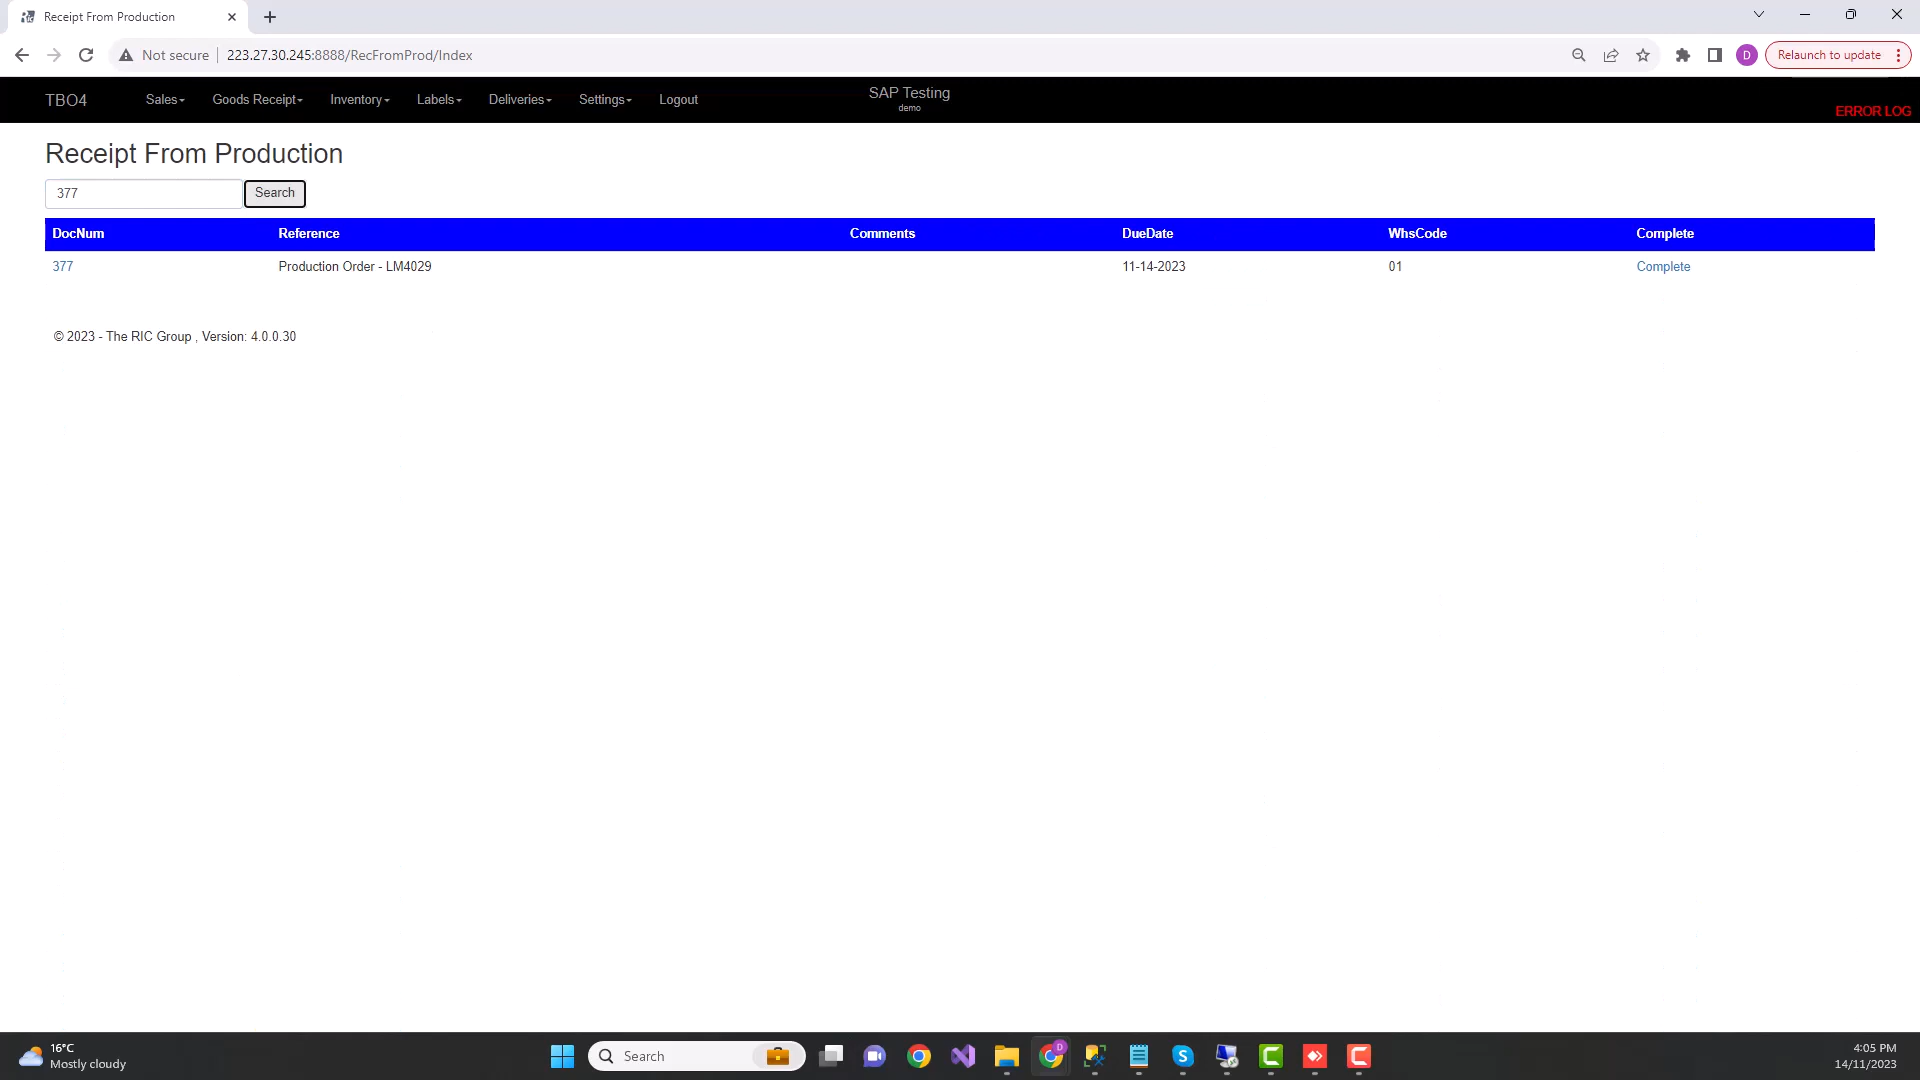 Receipt From Production
Not secure
223.27.30.245:8888/RecFromProd/Index
D
Relaunch to update
TBO4
Sales
Goods Receipt
Inventory
Labels
Deliveries
Settings
Logout
SAP Testing
demo
ERROR LOG
Receipt From Production
377
Search
DocNum Reference Comments DueDate WhsCode Complete
377 Production Order - LM4029 11-14-2023 01 Complete
© 2023 - The RIC Group , Version: 4.0.0.30
16°C
Mostly cloudy
Search
D
4:05 PM
14/11/2023